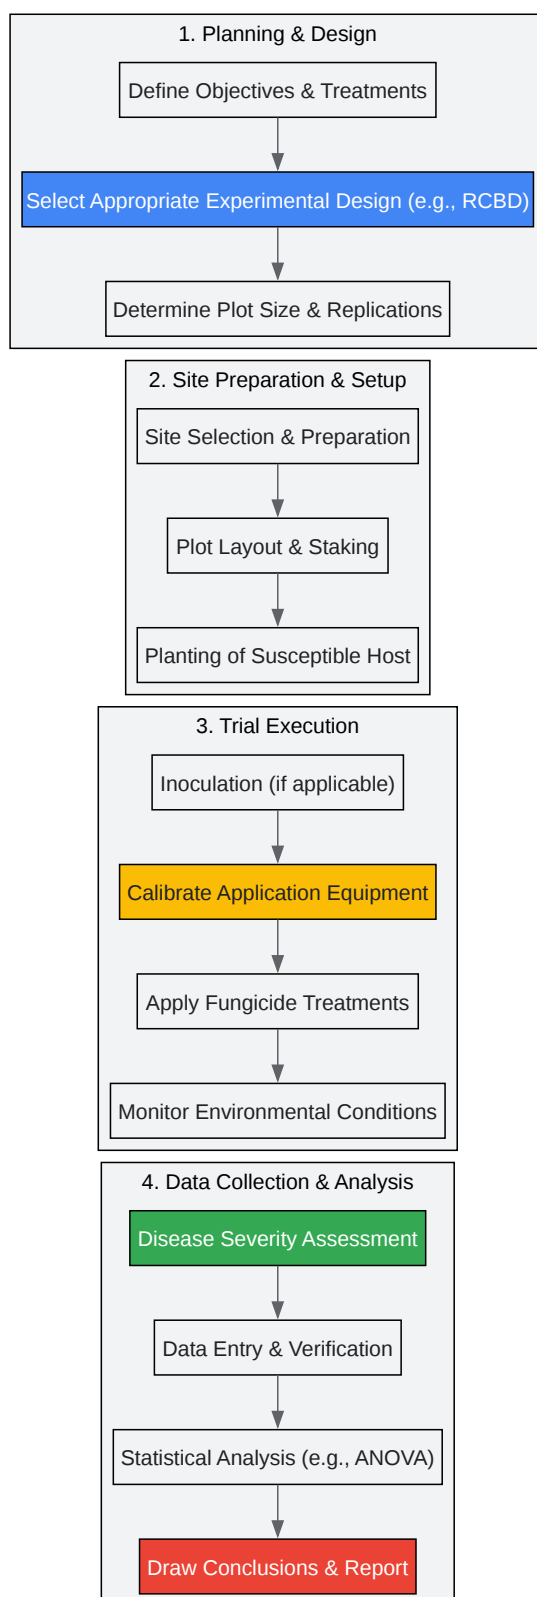 1. Planning & Design
Define Objectives & Treatments
Select Appropriate Experimental Design (e.g., RCBD)
Determine Plot Size & Replications
2. Site Preparation & Setup
Site Selection & Preparation
Plot Layout & Staking
Planting of Susceptible Host
3. Trial Execution
Inoculation (if applicable)
Calibrate Application Equipment
Apply Fungicide Treatments
Monitor Environmental Conditions
4. Data Collection & Analysis
Disease Severity Assessment
Data Entry & Verification
Statistical Analysis (e.g., ANOVA)
Draw Conclusions & Report